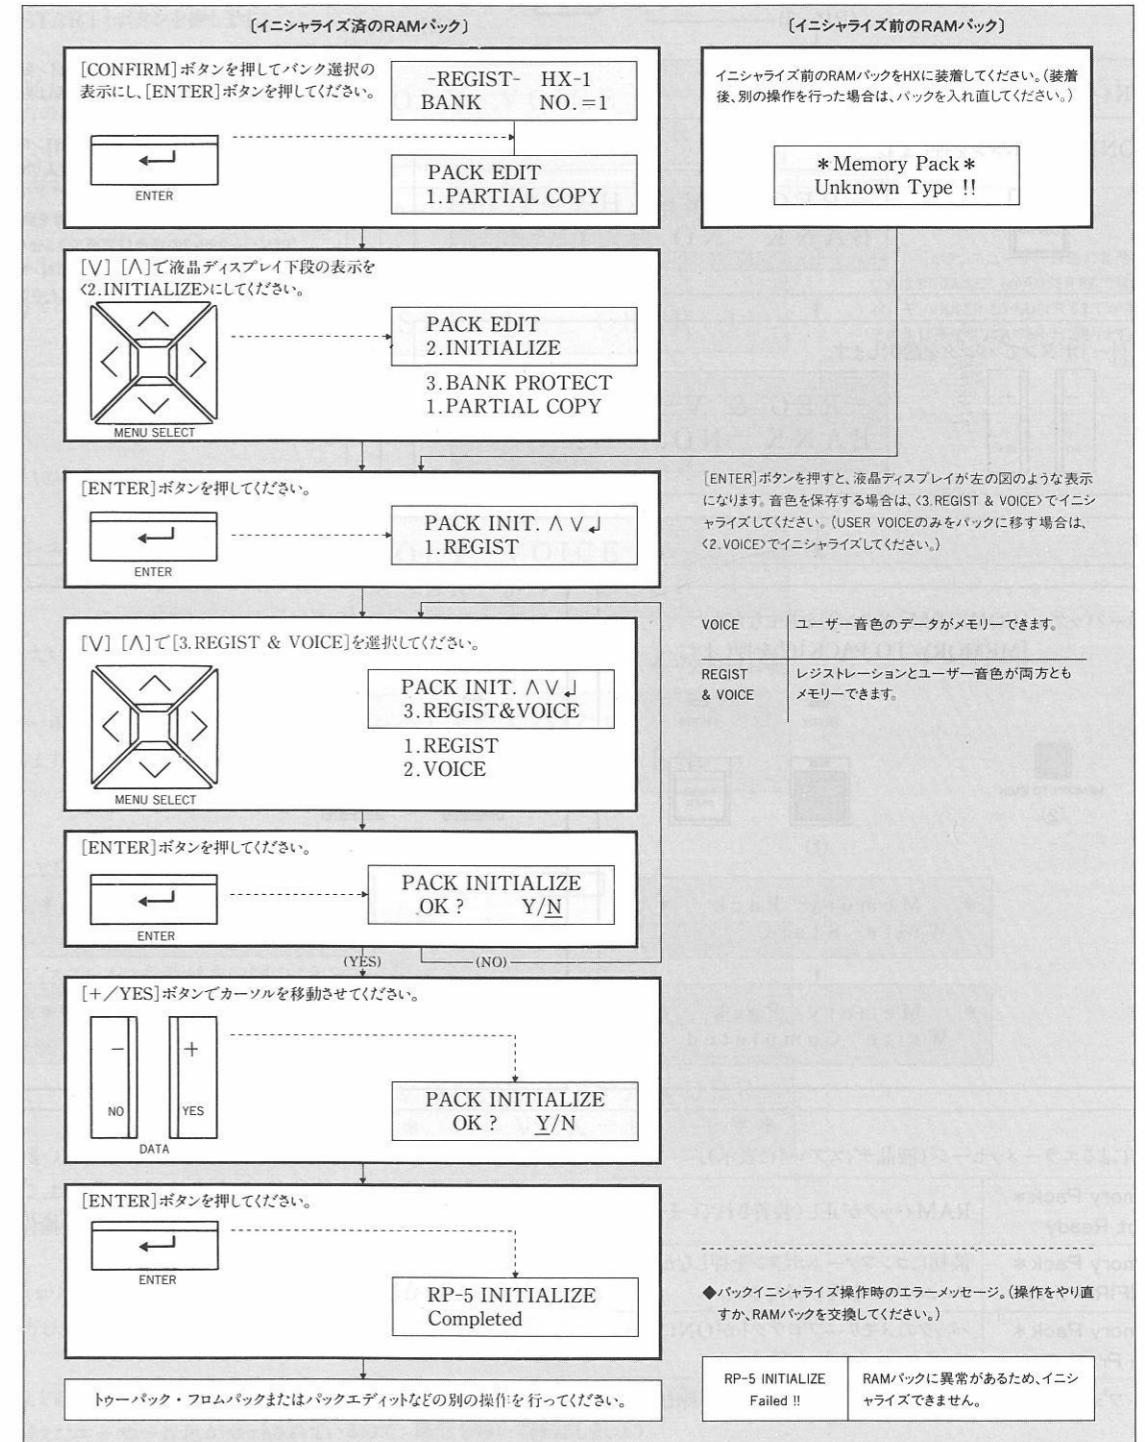 〔イニシャライズ済のRAMパック〕
[CONFIRM]ボタンを押してバンク選択の
表示にし、[ENTER]ボタンを押してください。
-REGIST- HX-1
BANK NO.=1
ENTER
PACK EDIT
1.PARTIAL COPY
[∨] [∧]で液晶ディスプレイ下段の表示を
〈2.INITIALIZE〉にしてください。
PACK EDIT
2.INITIALIZE
3.BANK PROTECT
1.PARTIAL COPY
MENU SELECT
[ENTER]ボタンを押してください。
PACK INIT. ∧∨↲
1.REGIST
ENTER
[∨] [∧]で[3.REGIST & VOICE]を選択してください。
PACK INIT. ∧∨↲
3.REGIST&VOICE
1.REGIST
2.VOICE
MENU SELECT
[ENTER]ボタンを押してください。
PACK INITIALIZE
OK ? Y/N
ENTER
(YES)
(NO)
[+/YES]ボタンでカーソルを移動させてください。
− +
NO YES
DATA
PACK INITIALIZE
OK ? Y/N
[ENTER]ボタンを押してください。
ENTER
RP-5 INITIALIZE
Completed
トゥーパック・フロムパックまたはパックエディットなどの別の操作を行ってください。
〔イニシャライズ前のRAMパック〕
イニシャライズ前のRAMパックをHXに装着してください。(装着
後、別の操作を行った場合は、パックを入れ直してください。)
＊Memory Pack＊
Unknown Type !!
[ENTER]ボタンを押すと、液晶ディスプレイが左の図のような表示
になります。音色を保存する場合は、〈3.REGIST & VOICE〉でイニシ
ャライズしてください。(USER VOICEのみをパックに移す場合は、
〈2.VOICE〉でイニシャライズしてください。)
VOICE ユーザー音色のデータがメモリーできます。
REGIST レジストレーションとユーザー音色が両方とも
& VOICE メモリーできます。
◆パックイニシャライズ操作時のエラーメッセージ。(操作をやり直
すか、RAMパックを交換してください。)
RP-5 INITIALIZE RAMパックに異常があるため、イニシ
Failed !! ャライズできません。